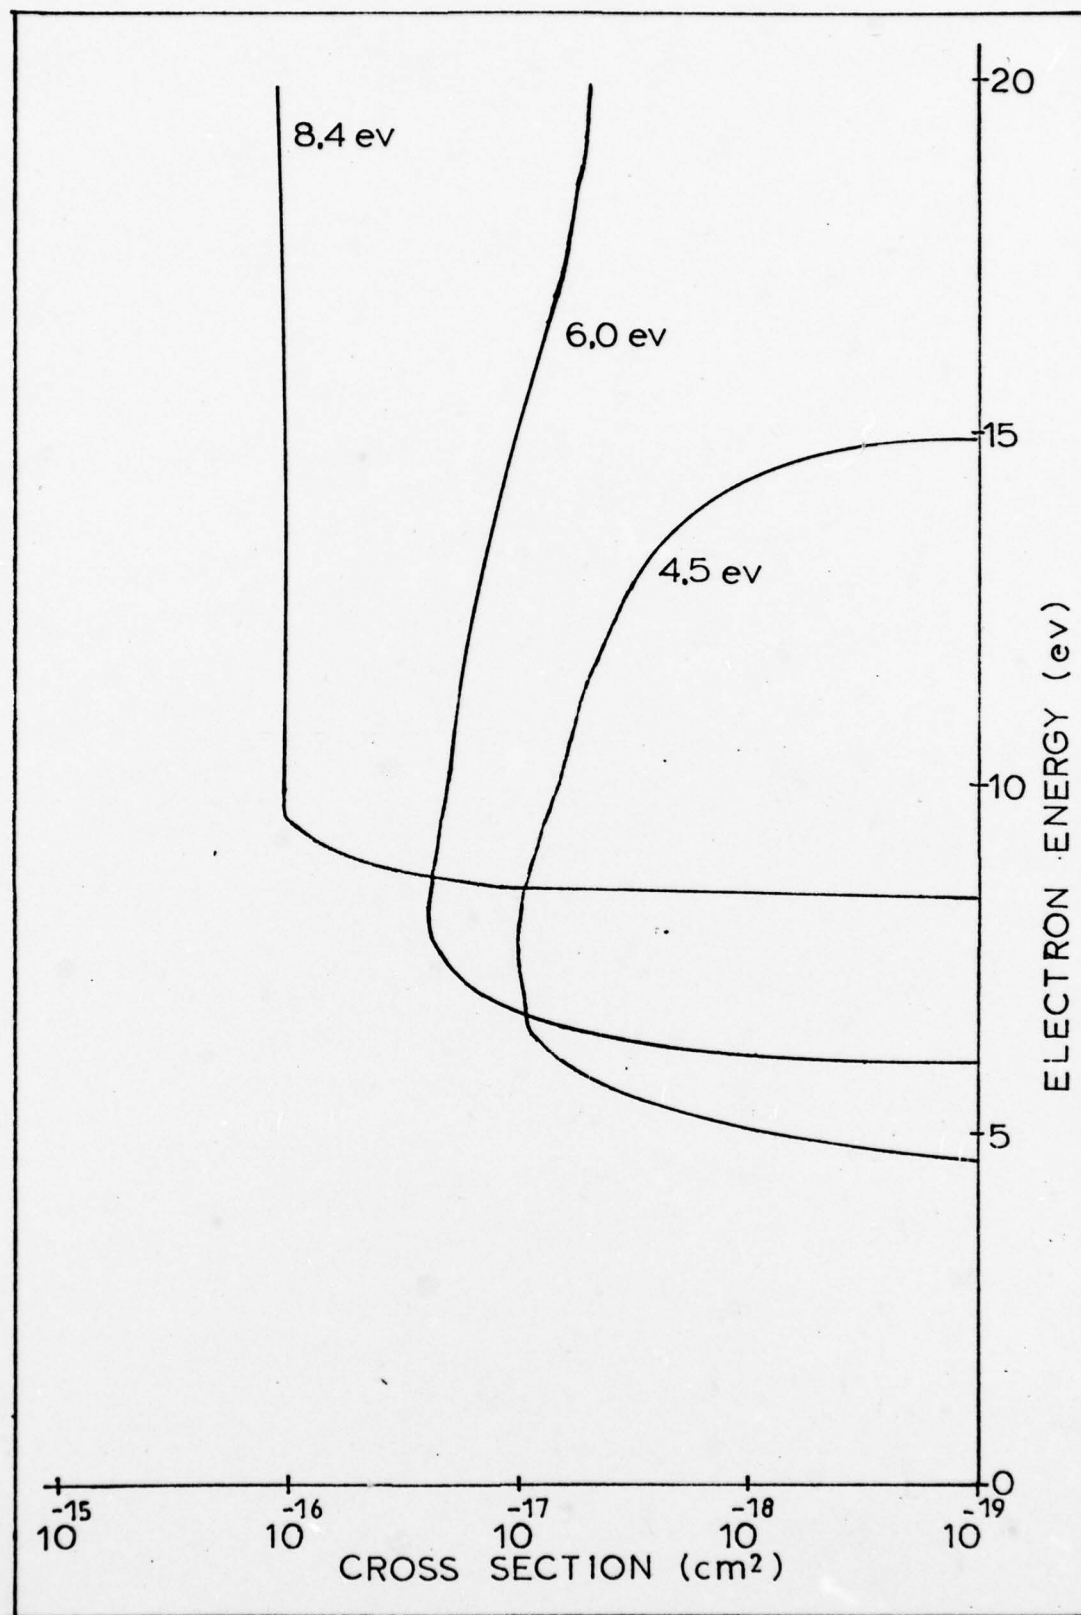 20
8.4 ev
6.0 ev
15
4.5 ev
10
ELECTRON ENERGY (ev)
5
0
10-15 10-16 10-17 10-18 10-19
CROSS SECTION (cm²)